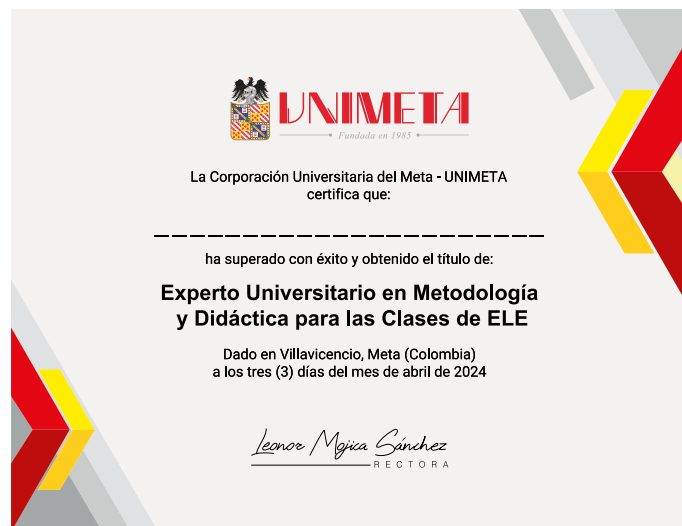 UNIMETA
Fundada en 1985
La Corporación Universitaria del Meta - UNIMETA
certifica que:
ha superado con éxito y obtenido el título de:
Experto Universitario en Metodología
y Didáctica para las Clases de ELE
Dado en Villavicencio, Meta (Colombia)
a los tres (3) días del mes de abril de 2024
Leonor Mojica Sánchez
RECTORA